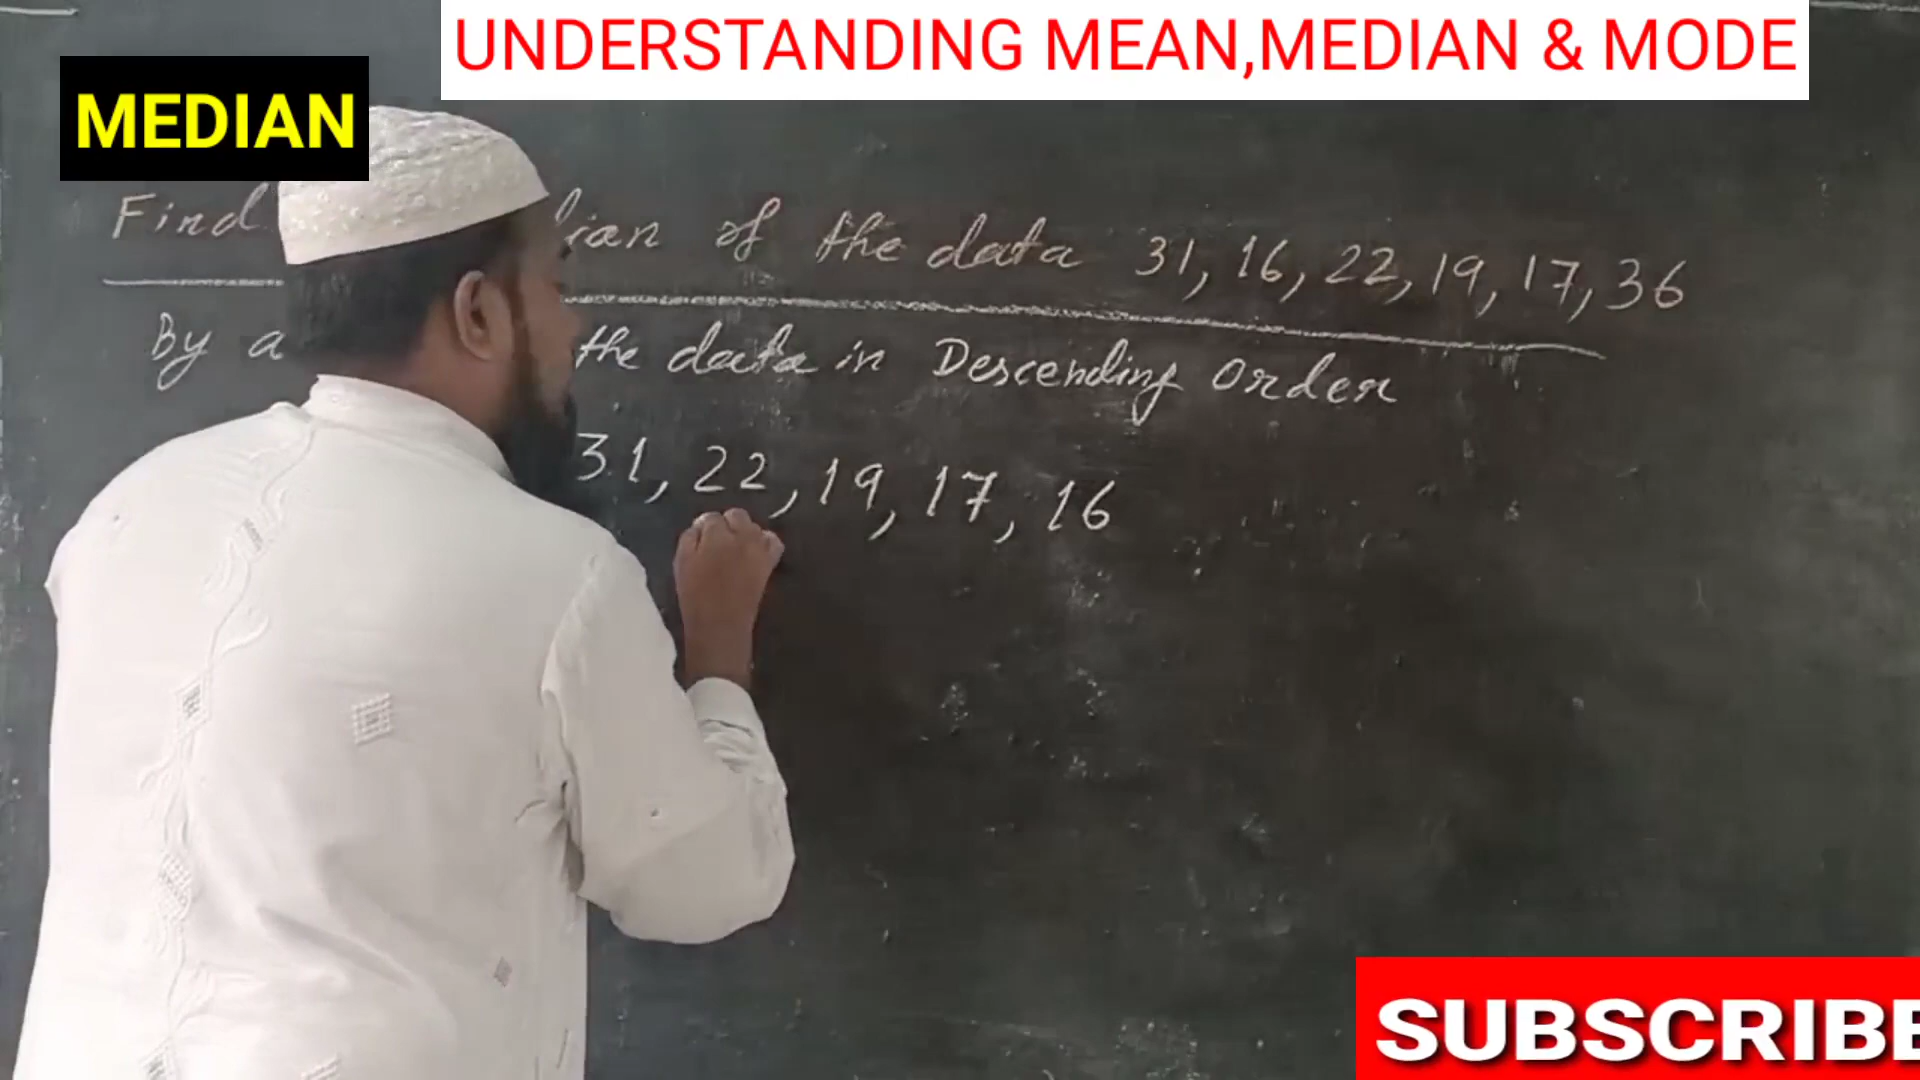 UNDERSTANDING MEAN,MEDIAN & MODE
MEDIAN
Find of the data 31, 16, 22, 19, 17, 36
By the data in Descending Order
31, 22, 19, 17, 16
SUBSCRIBE